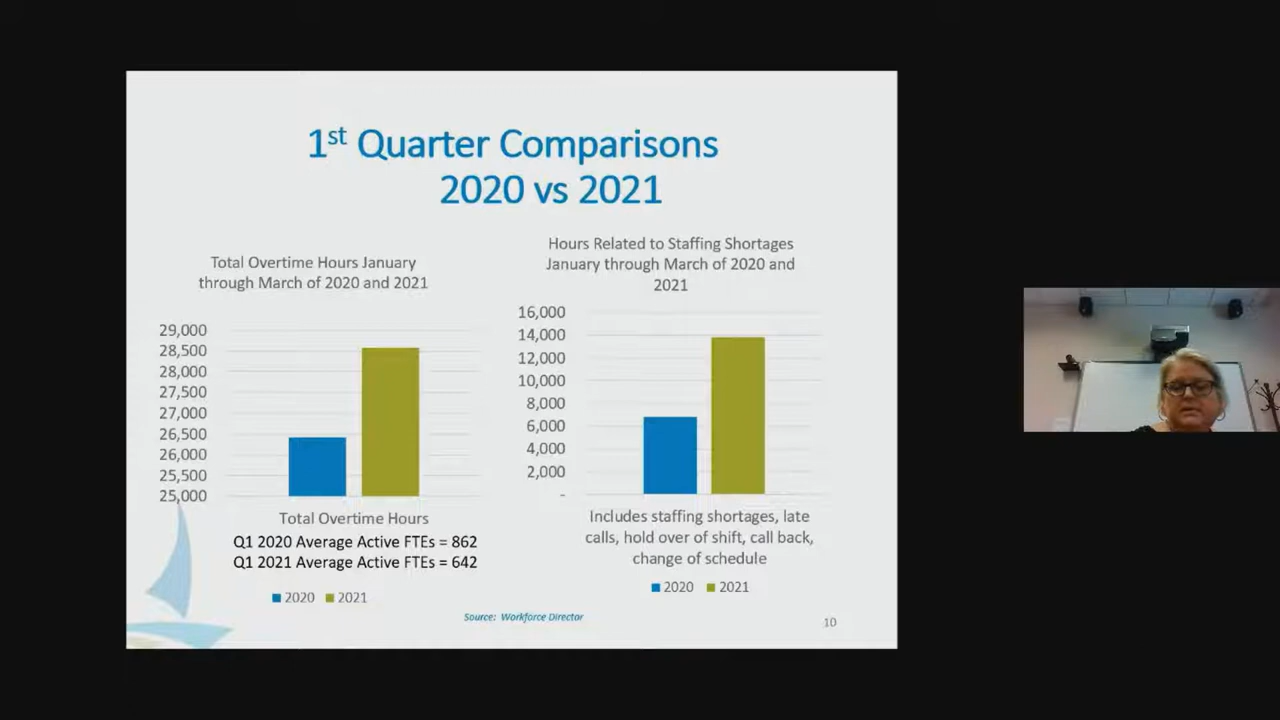 1st Quarter Comparisons
2020 vs 2021
Total Overtime Hours January
through March of 2020 and 2021
29,000
28,500
28,000
27,500
27,000
26,500
26,000
25,500
25,000
Total Overtime Hours
Q1 2020 Average Active FTEs = 862
Q1 2021 Average Active FTEs = 642
2020 2021
Hours Related to Staffing Shortages
January through March of 2020 and
2021
16,000
14,000
12,000
10,000
8,000
6,000
4,000
2,000
-
Includes staffing shortages, late
calls, hold over of shift, call back,
change of schedule
2020 2021
Source: Workforce Director
10